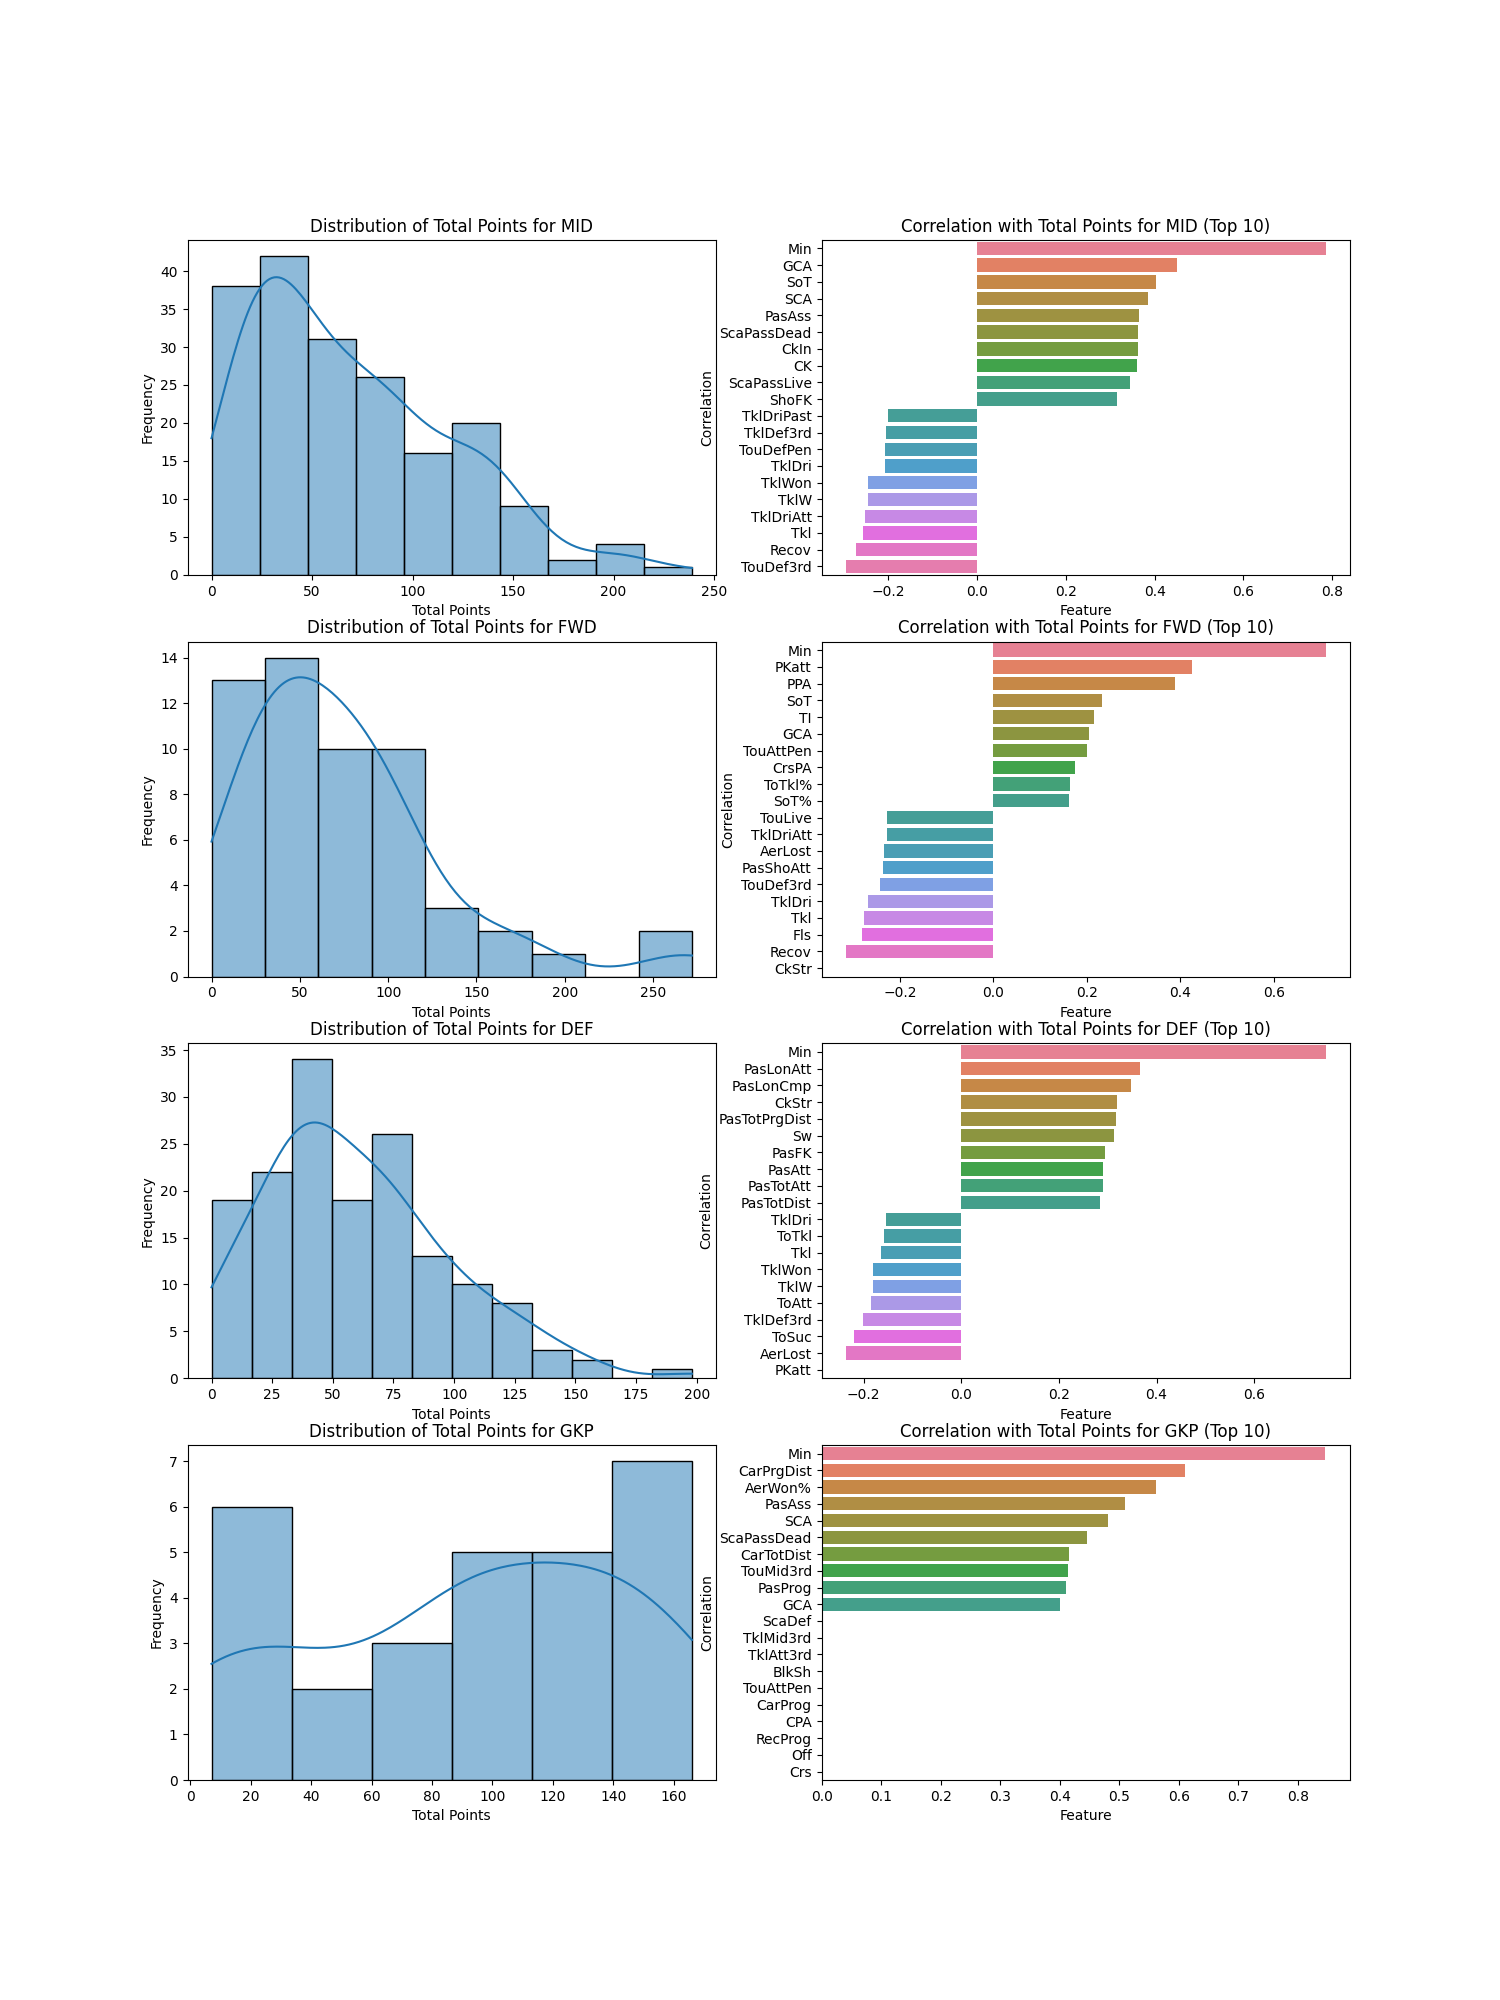 Distribution of Total Points for MID
Frequency
40
35
30
25
20
15
10
5
0
0 50 100 150 200 250
Total Points
Correlation with Total Points for MID (Top 10)
Correlation
Min
GCA
SoT
SCA
PasAss
ScaPassDead
CkIn
CK
ScaPassLive
ShoFK
TklDriPast
TklDef3rd
TouDefPen
TklDri
TklWon
TklW
TklDriAtt
Tkl
Recov
TouDef3rd
−0.2 0.0 0.2 0.4 0.6 0.8
Feature
Distribution of Total Points for FWD
Frequency
14
12
10
8
6
4
2
0
0 50 100 150 200 250
Total Points
Correlation with Total Points for FWD (Top 10)
Correlation
Min
PKatt
PPA
SoT
TI
GCA
TouAttPen
CrsPA
ToTkl%
SoT%
TouLive
TklDriAtt
AerLost
PasShoAtt
TouDef3rd
TklDri
Tkl
Fls
Recov
CkStr
−0.2 0.0 0.2 0.4 0.6
Feature
Distribution of Total Points for DEF
Frequency
35
30
25
20
15
10
5
0
0 25 50 75 100 125 150 175 200
Total Points
Correlation with Total Points for DEF (Top 10)
Correlation
Min
PasLonAtt
PasLonCmp
CkStr
PasTotPrgDist
Sw
PasFK
PasAtt
PasTotAtt
PasTotDist
TklDri
ToTkl
Tkl
TklWon
TklW
ToAtt
TklDef3rd
ToSuc
AerLost
PKatt
−0.2 0.0 0.2 0.4 0.6
Feature
Distribution of Total Points for GKP
Frequency
7
6
5
4
3
2
1
0
0 20 40 60 80 100 120 140 160
Total Points
Correlation with Total Points for GKP (Top 10)
Correlation
Min
CarPrgDist
AerWon%
PasAss
SCA
ScaPassDead
CarTotDist
TouMid3rd
PasProg
GCA
ScaDef
TklMid3rd
TklAtt3rd
BlkSh
TouAttPen
CarProg
CPA
RecProg
Off
Crs
0.0 0.1 0.2 0.3 0.4 0.5 0.6 0.7 0.8
Feature